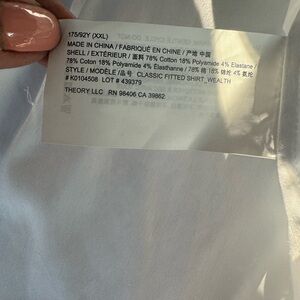 175/92Y (XXL)
MADE IN CHINA / FABRIQUÉ EN CHINE / 产地 中国
SHELL / EXTÉRIEUR / 面料 78% Cotton 18% Polyamide 4% Elastane /
78% Coton 18% Polyamide 4% Élasthanne / 78% 棉 18% 锦纶 4% 氨纶
STYLE / MODÈLE / 品号 CLASSIC FITTED SHIRT_WEALTH
# K0104508 LOT # 439379
THEORY LLC RN 98406 CA 39862